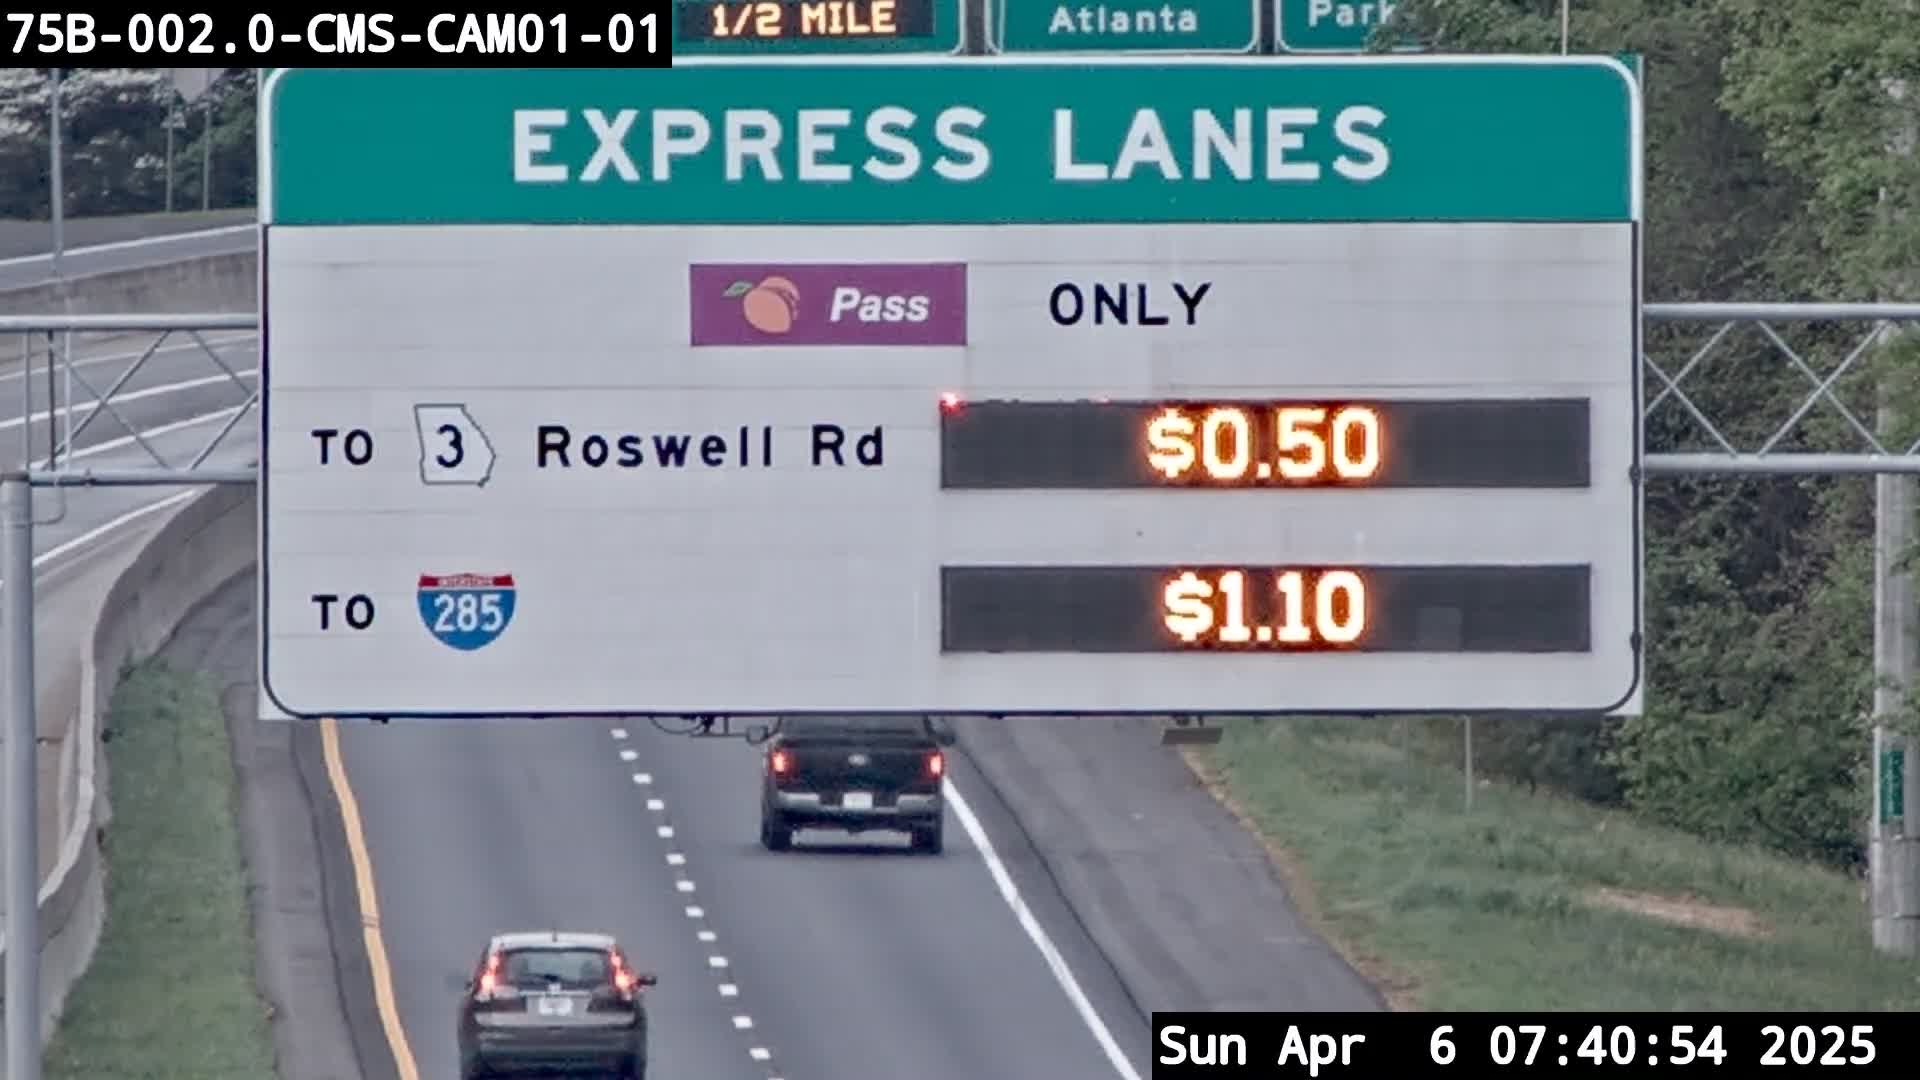 75B-002.0-CMS-CAM01-01
1/2 MILE
Atlanta
Park
EXPRESS LANES
Pass ONLY
TO 3 Roswell Rd $0.50
TO 285 $1.10
Sun Apr 6 07:40:54 2025